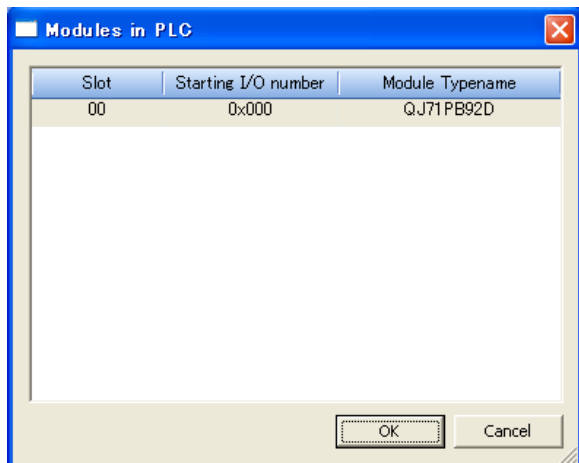 Modules in PLC
Slot Starting I/O number Module Typename
00 0x000 QJ71PB92D
OK Cancel